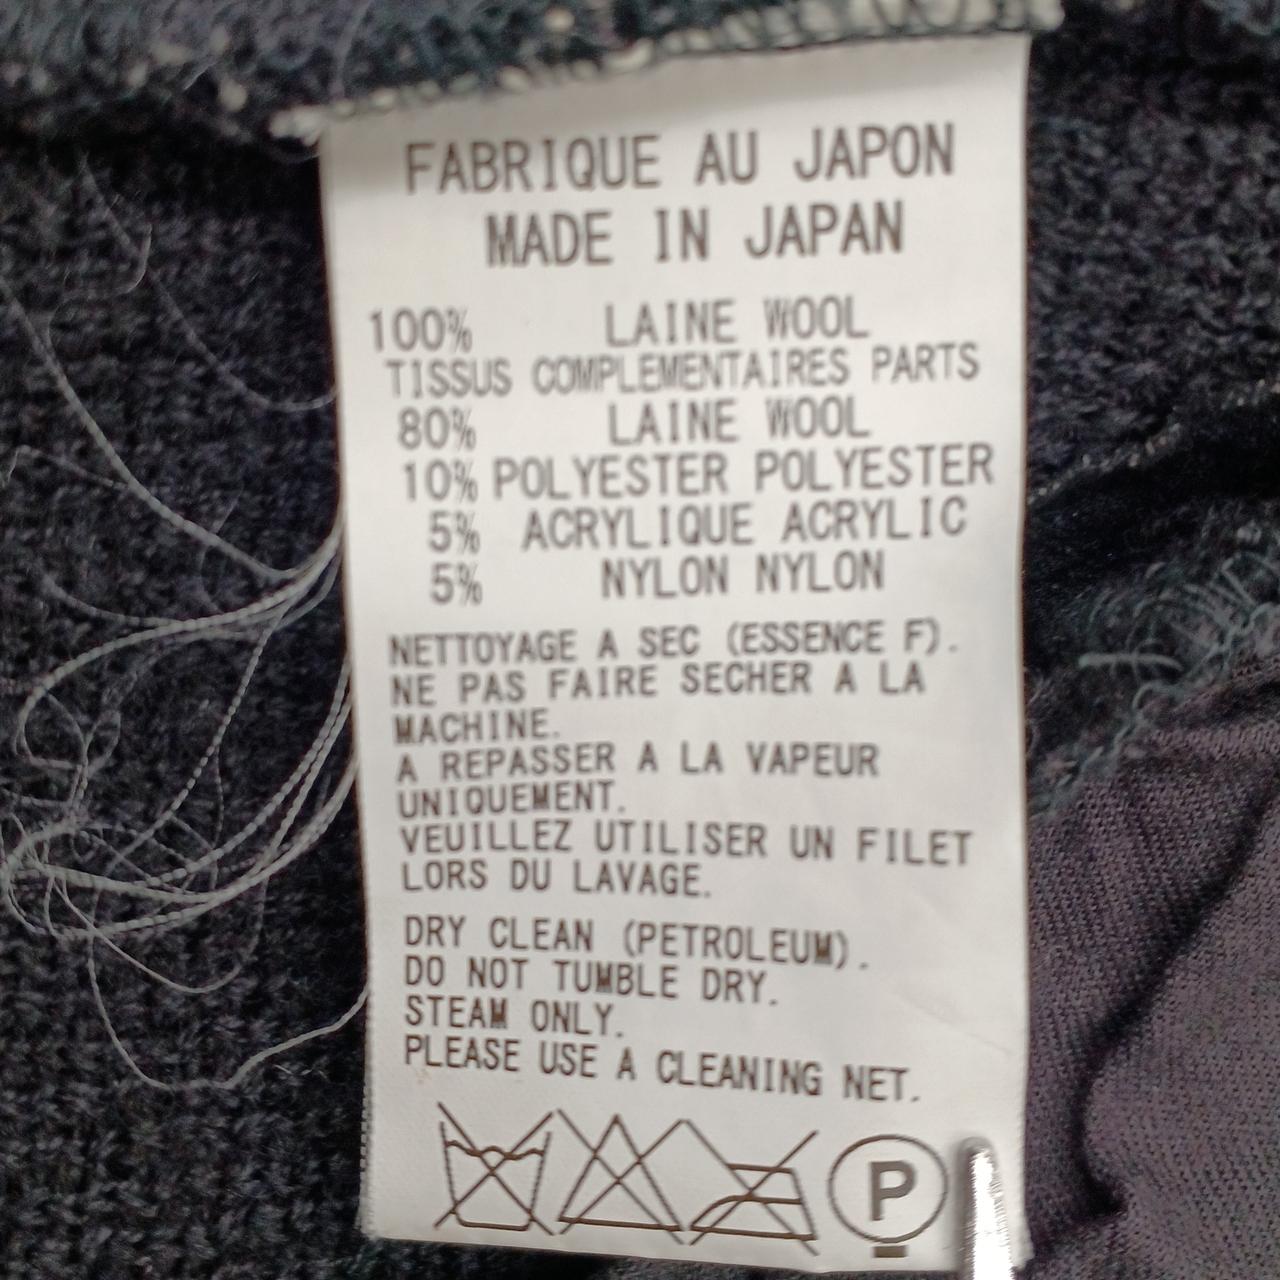 FABRIQUE AU JAPON
MADE IN JAPAN
100% LAINE WOOL
TISSUS COMPLEMENTAIRES PARTS
80% LAINE WOOL
10% POLYESTER POLYESTER
5% ACRYLIQUE ACRYLIC
5% NYLON NYLON
NETTOYAGE A SEC (ESSENCE F).
NE PAS FAIRE SECHER A LA
MACHINE.
A REPASSER A LA VAPEUR
UNIQUEMENT.
VEUILLEZ UTILISER UN FILET
LORS DU LAVAGE.
DRY CLEAN (PETROLEUM).
DO NOT TUMBLE DRY.
STEAM ONLY.
PLEASE USE A CLEANING NET.
P